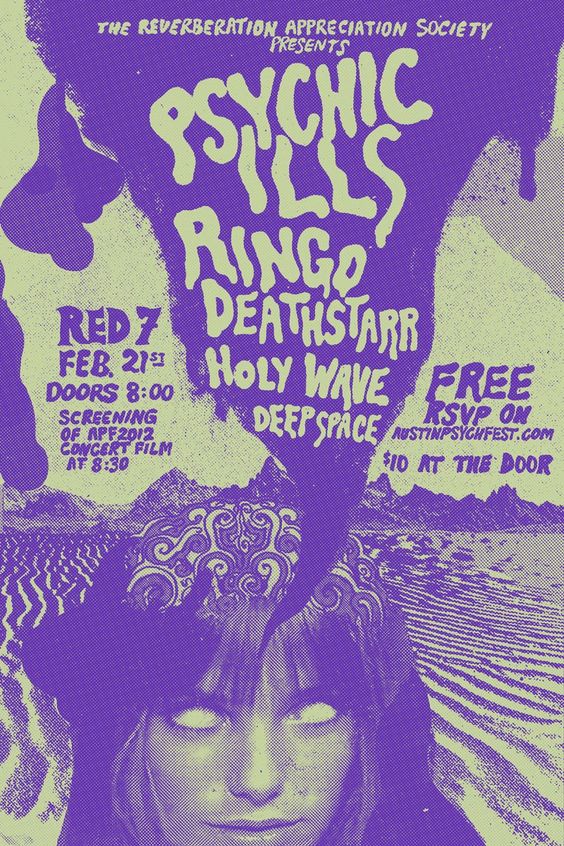 THE REVERBERATION APPRECIATION SOCIETY
PRESENTS
PSYCHIC
ILLS
RINGO
DEATHSTARR
HOLY WAVE
DEEP SPACE
RED 7
FEB. 21ST
DOORS 8:00
SCREENING
OF APF2012
CONCERT FILM
AT 8:30
FREE
RSVP ON
AUSTINPSYCHFEST.COM
$10 AT THE DOOR